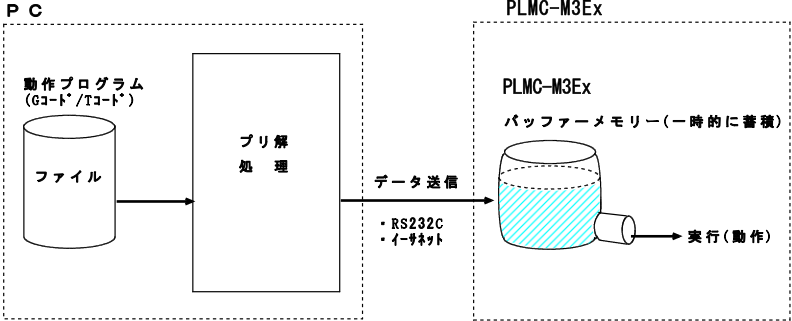 ＰＣ
動作プログラム
(Gｺｰﾄﾞ/Tｺｰﾄﾞ)
ファイル
プリ解
処　理
データ送信
・RS232C
・ｲｰｻﾈｯﾄ
PLMC-M3Ex
PLMC-M3Ex
バッファーメモリー(一時的に蓄積)
実行(動作)